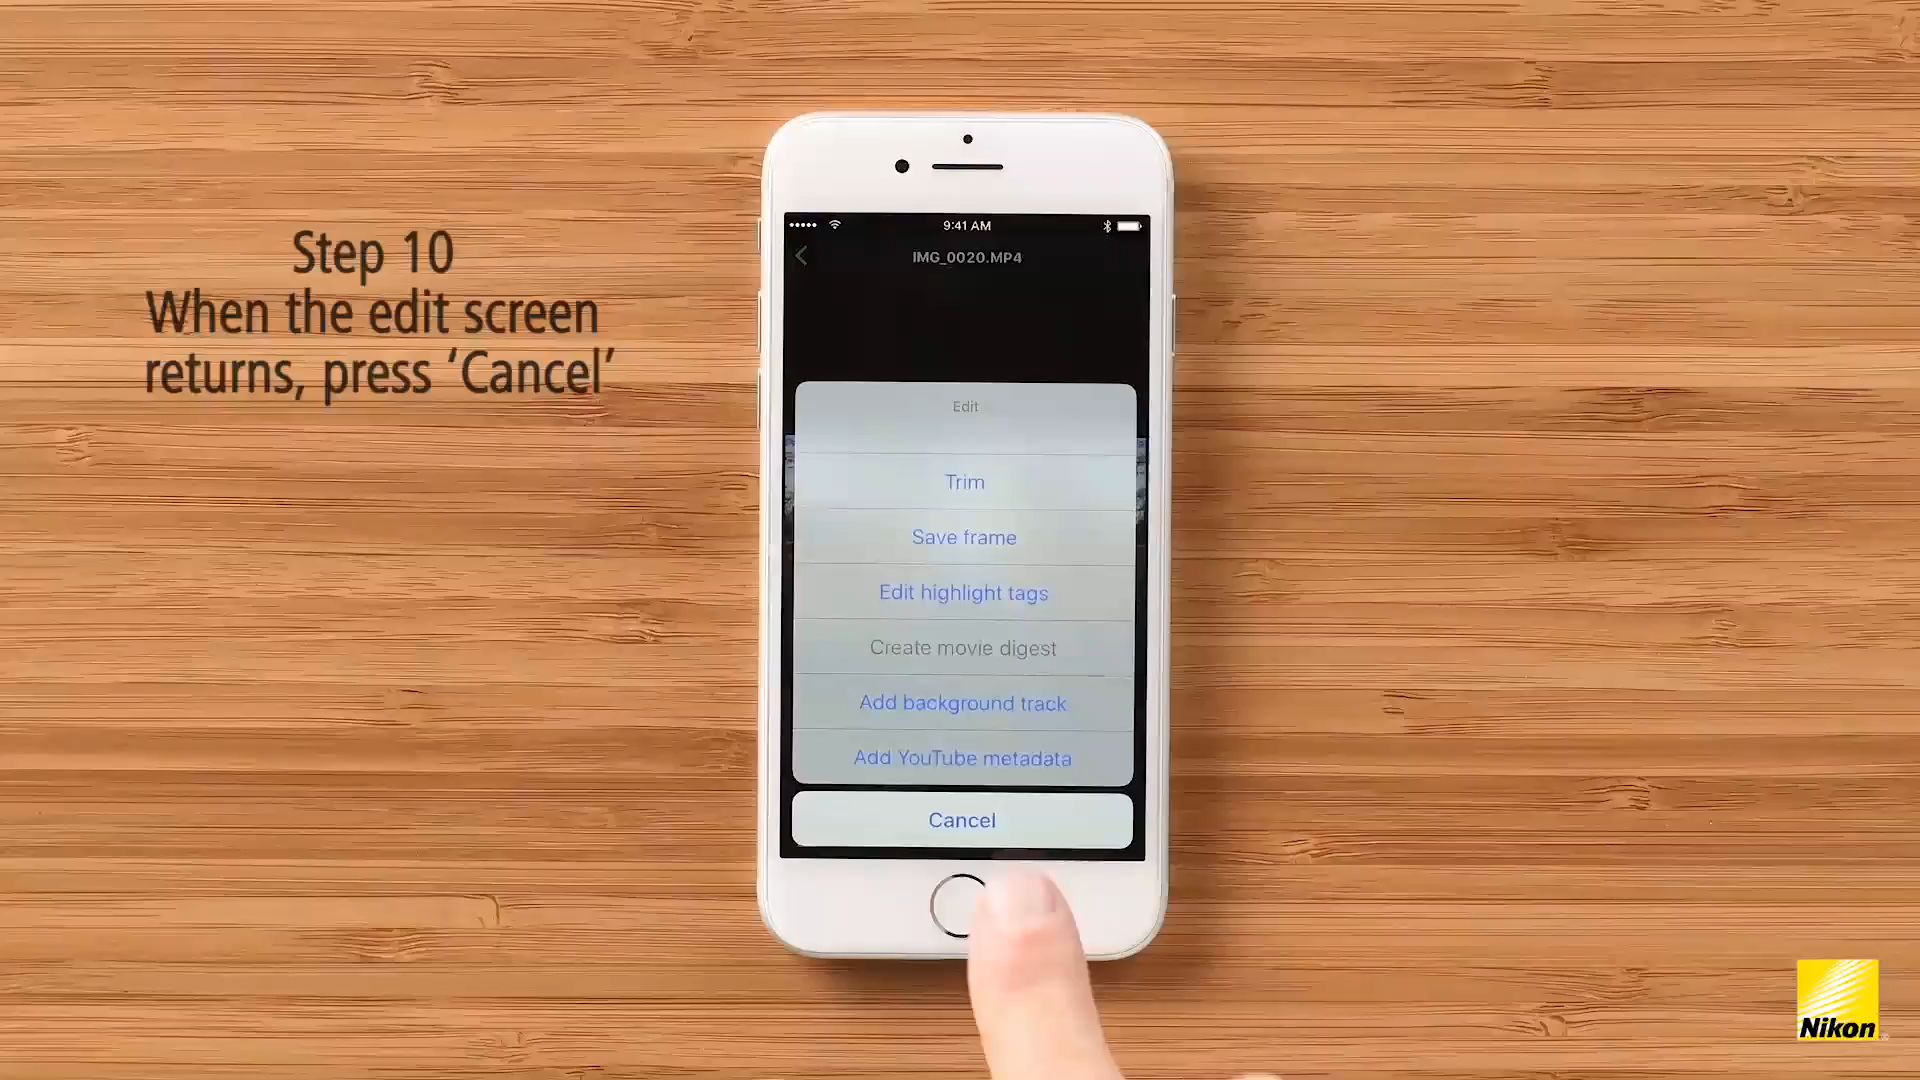 Step 10
When the edit screen
returns, press ‘Cancel’
9:41 AM
IMG_0020.MP4
Edit
Trim
Save frame
Edit highlight tags
Create movie digest
Add background track
Add YouTube metadata
Cancel
Nikon